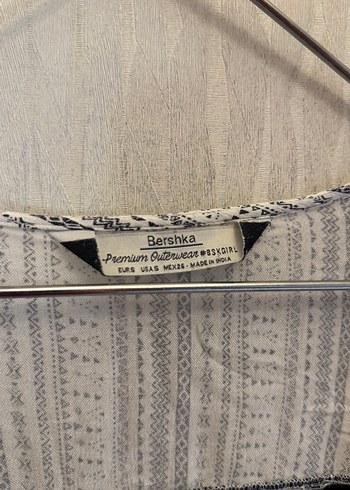 Bershka
Premium Outerwear #BSKGIRL
EUR S USA S MEX 26 - MADE IN INDIA